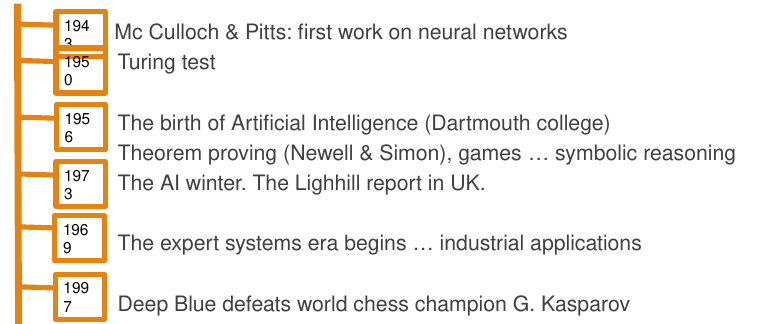 1943 Mc Culloch & Pitts: first work on neural networks
1950 Turing test
1956 The birth of Artificial Intelligence (Dartmouth college)
Theorem proving (Newell & Simon), games … symbolic reasoning
1973 The AI winter. The Lighhill report in UK.
1969 The expert systems era begins … industrial applications
1997 Deep Blue defeats world chess champion G. Kasparov